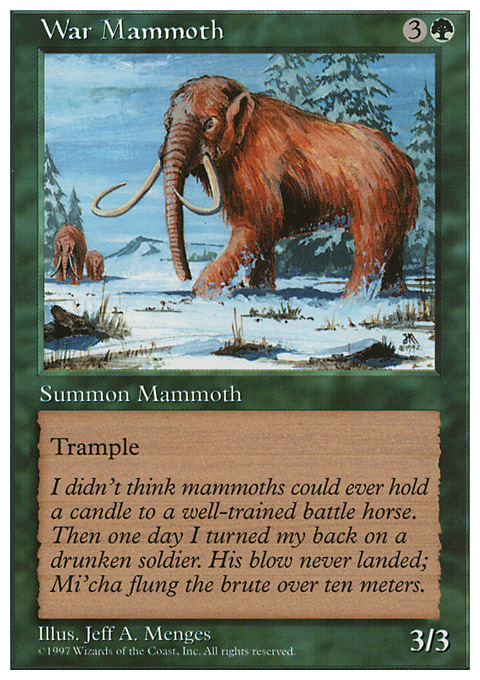 War Mammoth 3
Summon Mammoth
Trample
I didn't think mammoths could ever hold
a candle to a well-trained battle horse.
Then one day I turned my back on a
drunken soldier. His blow never landed;
Mi'cha flung the brute over ten meters.
Illus. Jeff A. Menges
©1997 Wizards of the Coast, Inc. All rights reserved.
3/3